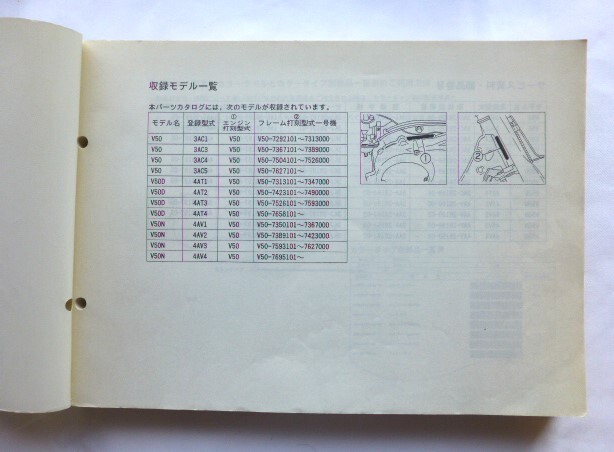 収録モデル一覧
本パーツカタログには、次のモデルが収録されています。
モデル名 登録型式 ① エンジン打刻型式 ② フレーム打刻型式ー号機
V50 3AC1 V50 V50-7292101〜7313000
V50 3AC3 V50 V50-7367101〜7389000
V50 3AC4 V50 V50-7504101〜7526000
V50 3AC5 V50 V50-7627101〜
V50D 4AT1 V50 V50-7313101〜7347000
V50D 4AT2 V50 V50-7423101〜7490000
V50D 4AT3 V50 V50-7526101〜7593000
V50D 4AT4 V50 V50-7658101〜
V50N 4AV1 V50 V50-7350101〜7367000
V50N 4AV2 V50 V50-7389101〜7423000
V50N 4AV3 V50 V50-7593101〜7627000
V50N 4AV4 V50 V50-7695101〜
①
②